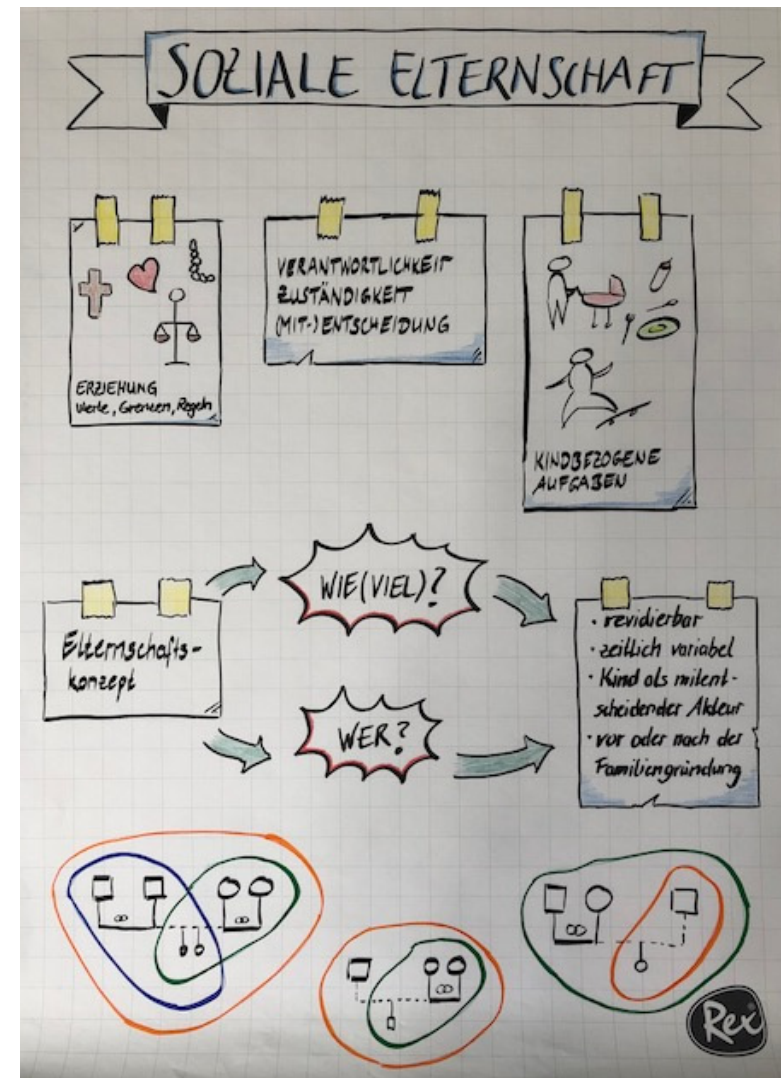 SOZIALE ELTERNSCHAFT
ERZIEHUNG
Werte, Grenzen, Regeln
VERANTWORTLICHKEIT
ZUSTÄNDIGKEIT
(MIT-)ENTSCHEIDUNG
KINDBEZOGENE
AUFGABEN
Elternschafts-
konzept
WIE(VIEL)?
WER?
· revidierbar
· zeitlich variabel
· Kind als mitent-
scheidender Akteur
· vor oder nach der
Familiengründung
Rex